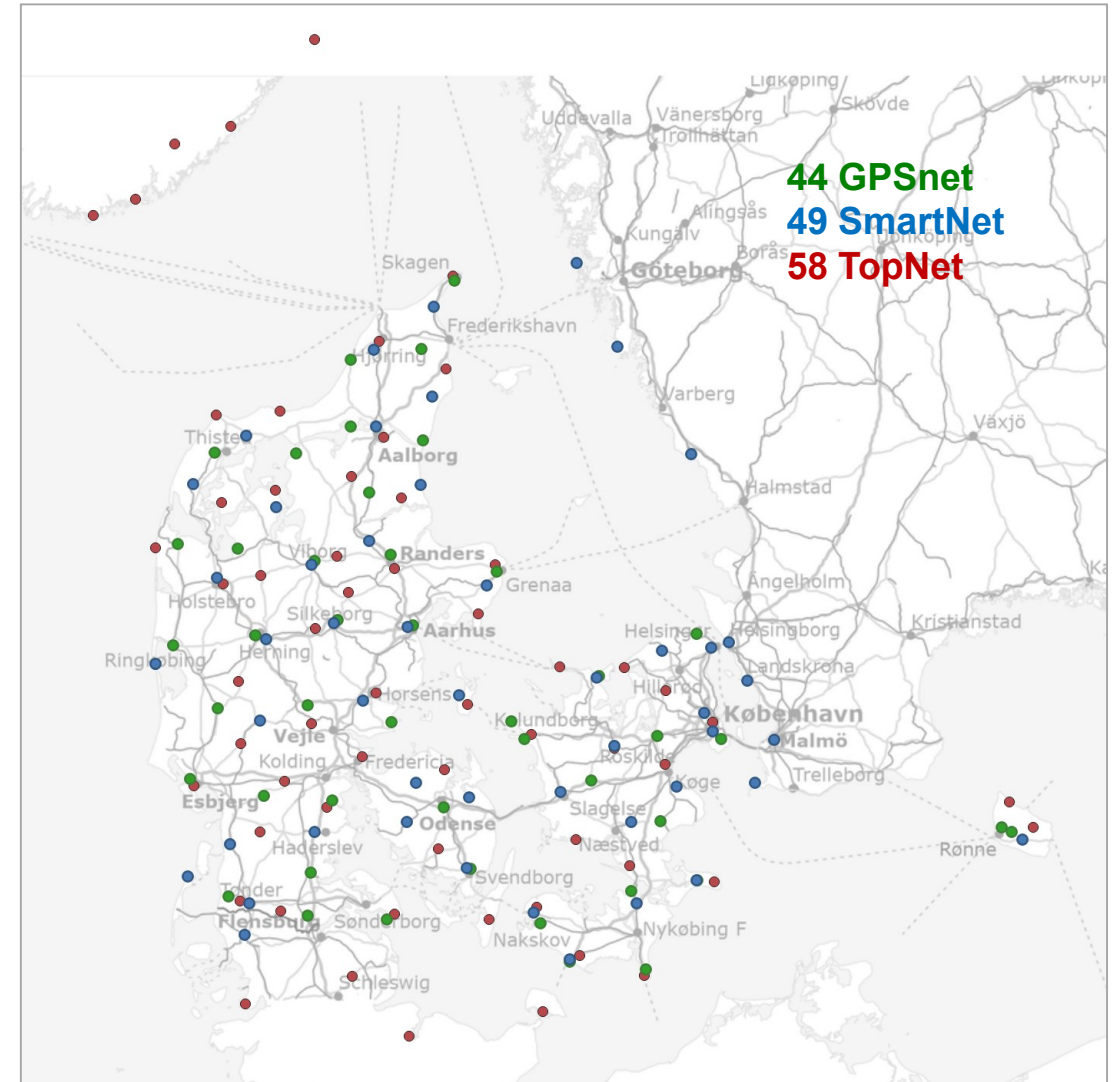 Lidköping
Skövde
Uddevalla
Vänersborg
Trollhättan
44 GPSnet
49 SmartNet
58 TopNet
Alingsås
Kungälv
Borås
Jönköping
Göteborg
Skagen
Frederikshavn
Hjørring
Varberg
Växjö
Thisted
Aalborg
Halmstad
Viborg
Randers
Grenaa
Ängelholm
Holstebro
Silkeborg
Aarhus
Helsingør
Helsingborg
Kristianstad
Herning
Ringkøbing
Landskrona
Hillerød
Horsens
Kalundborg
København
Vejle
Malmö
Roskilde
Kolding
Fredericia
Køge
Trelleborg
Esbjerg
Slagelse
Odense
Næstved
Haderslev
Rønne
Svendborg
Tønder
Flensburg
Sønderborg
Nakskov
Nykøbing F
Schleswig